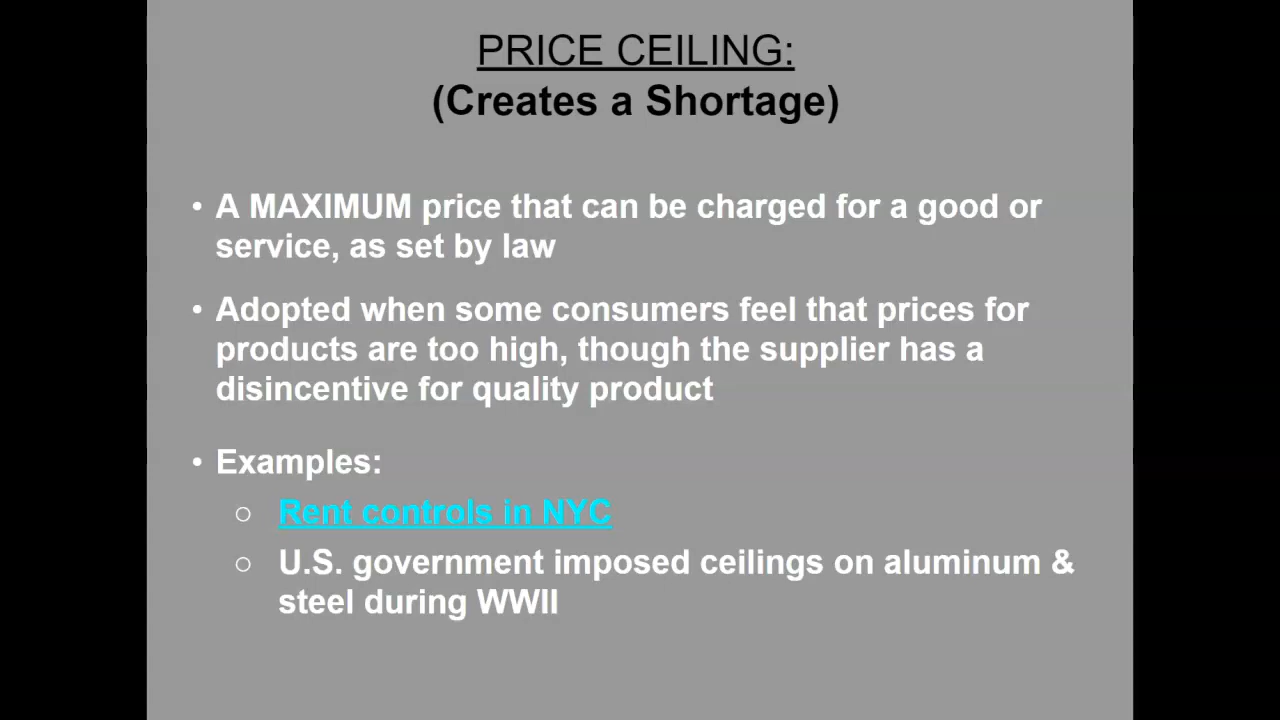 PRICE CEILING:
(Creates a Shortage)
• A MAXIMUM price that can be charged for a good or
service, as set by law
• Adopted when some consumers feel that prices for
products are too high, though the supplier has a
disincentive for quality product
• Examples:
○ Rent controls in NYC
○ U.S. government imposed ceilings on aluminum &
steel during WWII